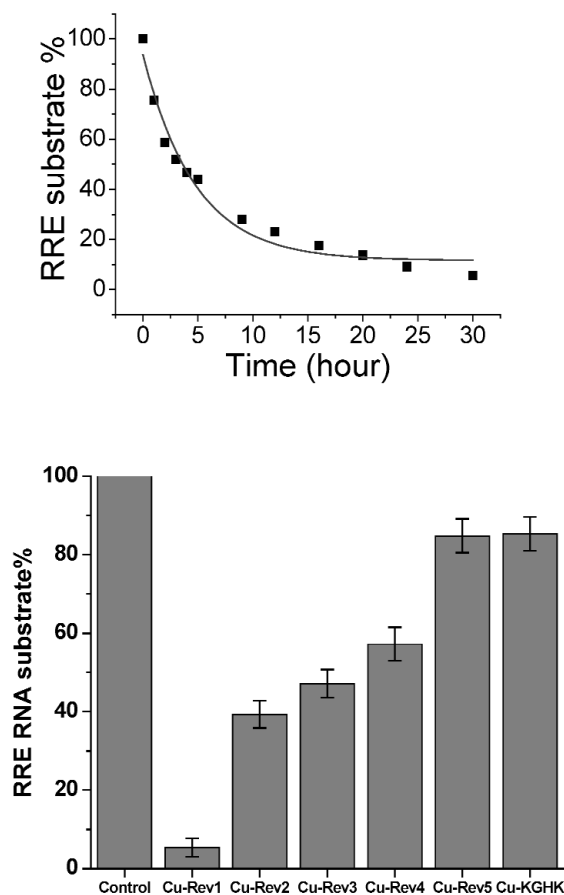 100
80
60
40
20
0
RRE substrate %
0 5 10 15 20 25 30
Time (hour)
100
80
60
40
20
0
RRE RNA substrate%
Control Cu-Rev1 Cu-Rev2 Cu-Rev3 Cu-Rev4 Cu-Rev5 Cu-KGHK